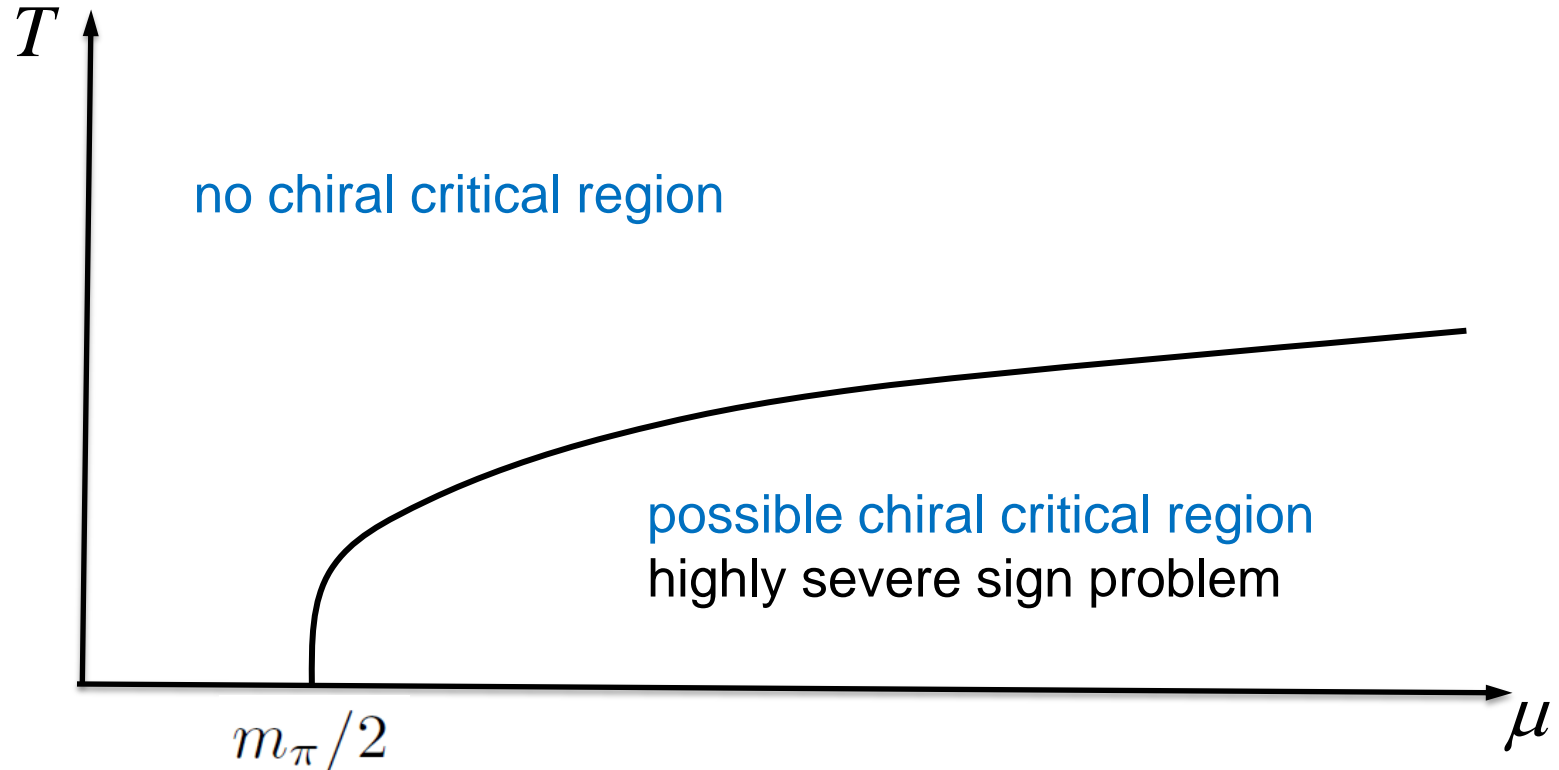 T
no chiral critical region
possible chiral critical region
highly severe sign problem
m_π/2
μ